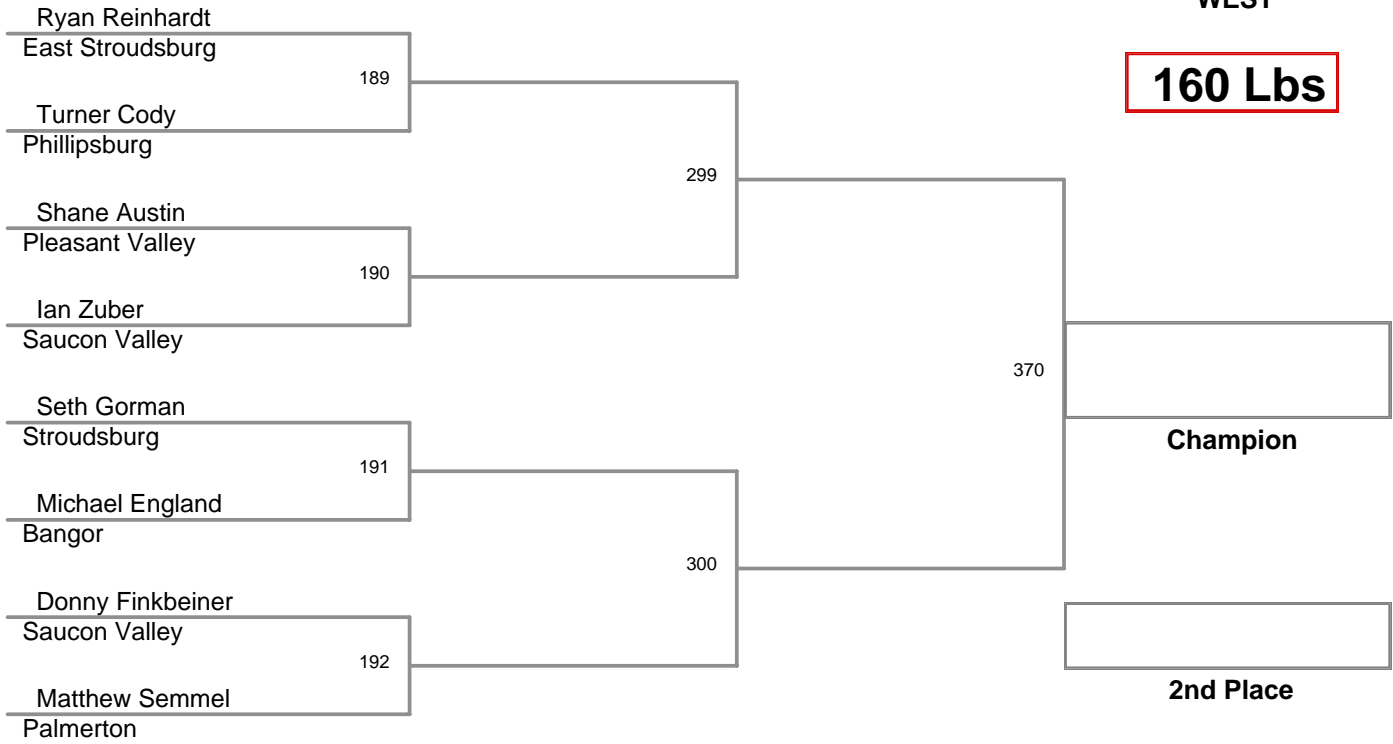 WEST
160 Lbs
Ryan Reinhardt
East Stroudsburg
189
Turner Cody
Phillipsburg
299
Shane Austin
Pleasant Valley
190
Ian Zuber
Saucon Valley
370
Champion
Seth Gorman
Stroudsburg
191
Michael England
Bangor
300
Donny Finkbeiner
Saucon Valley
192
Matthew Semmel
Palmerton
2nd Place